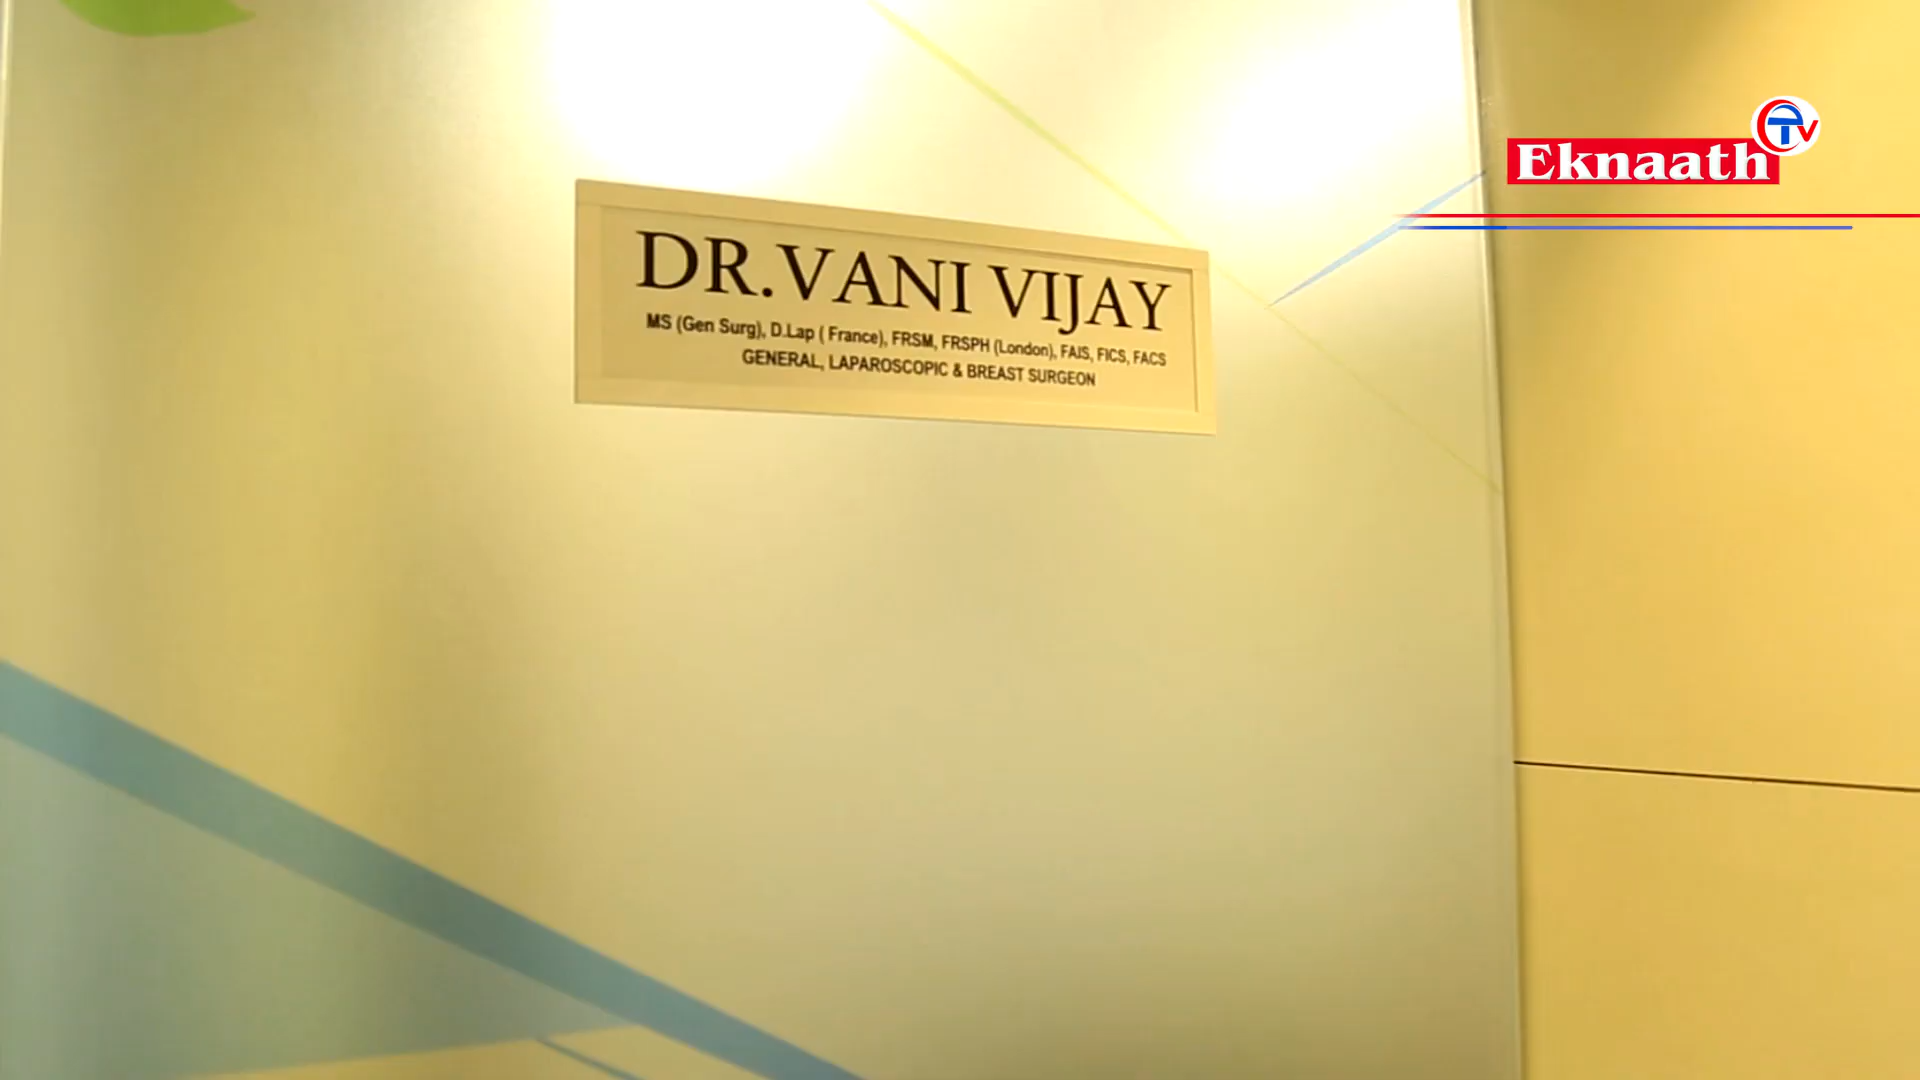 DR.VANI VIJAY
MS (Gen Surg), D.Lap ( France), FRSM, FRSPH (London), FAIS, FICS, FACS
GENERAL, LAPAROSCOPIC & BREAST SURGEON
Eknaath
eTV